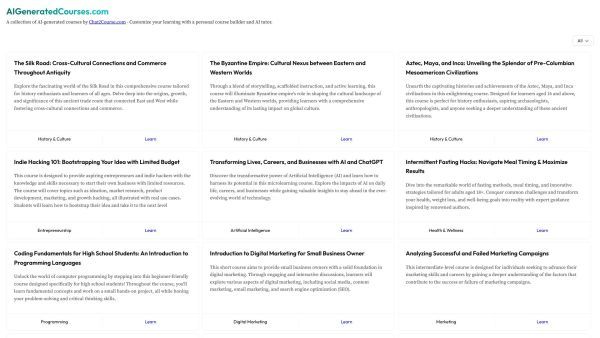 AIGeneratedCourses.com
A collection of AI-generated courses by Chat2Course.com - Customize your learning with a personal course builder and AI tutor.
All
The Silk Road: Cross-Cultural Connections and Commerce
Throughout Antiquity
Explore the fascinating world of the Silk Road in this comprehensive course tailored
for history enthusiasts and learners of all ages. Delve deep into the origins, growth,
and significance of this ancient trade route that connected East and West while
fostering cross-cultural connections and commerce.
History & Culture
Learn
The Byzantine Empire: Cultural Nexus between Eastern and
Western Worlds
Through a blend of storytelling, scaffolded instruction, and active learning, this
course will illuminate Byzantine empire's role in shaping the cultural landscape of
the Eastern and Western worlds, providing learners with a comprehensive
understanding of its lasting impact on global culture.
History & Culture
Learn
Aztec, Maya, and Inca: Unveiling the Splendor of Pre-Columbian
Mesoamerican Civilizations
Unearth the captivating histories and achievements of the Aztec, Maya, and Inca
civilizations in this enlightening course. Designed for learners aged 16 and above,
this course is perfect for history enthusiasts, aspiring archaeologists,
anthropologists, and anyone seeking a deeper understanding of these ancient
civilizations.
History & Culture
Learn
Indie Hacking 101: Bootstrapping Your Idea with Limited Budget
This course is designed to provide aspiring entrepreneurs and indie hackers with the
knowledge and skills necessary to start their own business with limited resources.
The course will cover topics such as ideation, market research, product
development, marketing, and growth hacking, all illustrated with real use cases.
Students will learn how to bootstrap their idea and take it to the next level
Entrepreneurship
Learn
Transforming Lives, Careers, and Businesses with AI and ChatGPT
Discover the transformative power of Artificial Intelligence (AI) and learn how to
harness its potential in this microlearning course. Explore the impacts of AI on daily
life, careers, and businesses while gaining valuable insights to stay ahead in the ever-
evolving world of technology.
Artificial Intelligence
Learn
Intermittent Fasting Hacks: Navigate Meal Timing & Maximize
Results
Dive into the remarkable world of fasting methods, meal timing, and innovative
strategies tailored for adults aged 18+. Conquer common challenges and transform
your health, weight loss, and well-being goals into reality with expert guidance
inspired by renowned authors.
Health & Wellness
Learn
Coding Fundamentals for High School Students: An Introduction to
Programming Languages
Unlock the world of computer programming by stepping into this beginner-friendly
course designed specifically for high school students! Throughout the course, you'll
learn fundamental concepts and work on a small hands-on project, all while honing
your problem-solving and critical thinking skills.
Programming
Learn
Introduction to Digital Marketing for Small Business Owner
This short course aims to provide small business owners with a solid foundation in
digital marketing. Through engaging and interactive discussions, learners will
explore various aspects of digital marketing, including social media, content
marketing, email marketing, and search engine optimization (SEO).
Digital Marketing
Learn
Analyzing Successful and Failed Marketing Campaigns
This intermediate-level course is designed for individuals seeking to advance their
marketing skills and careers by gaining a deeper understanding of the factors that
contribute to the success or failure of marketing campaigns.
Marketing
Learn